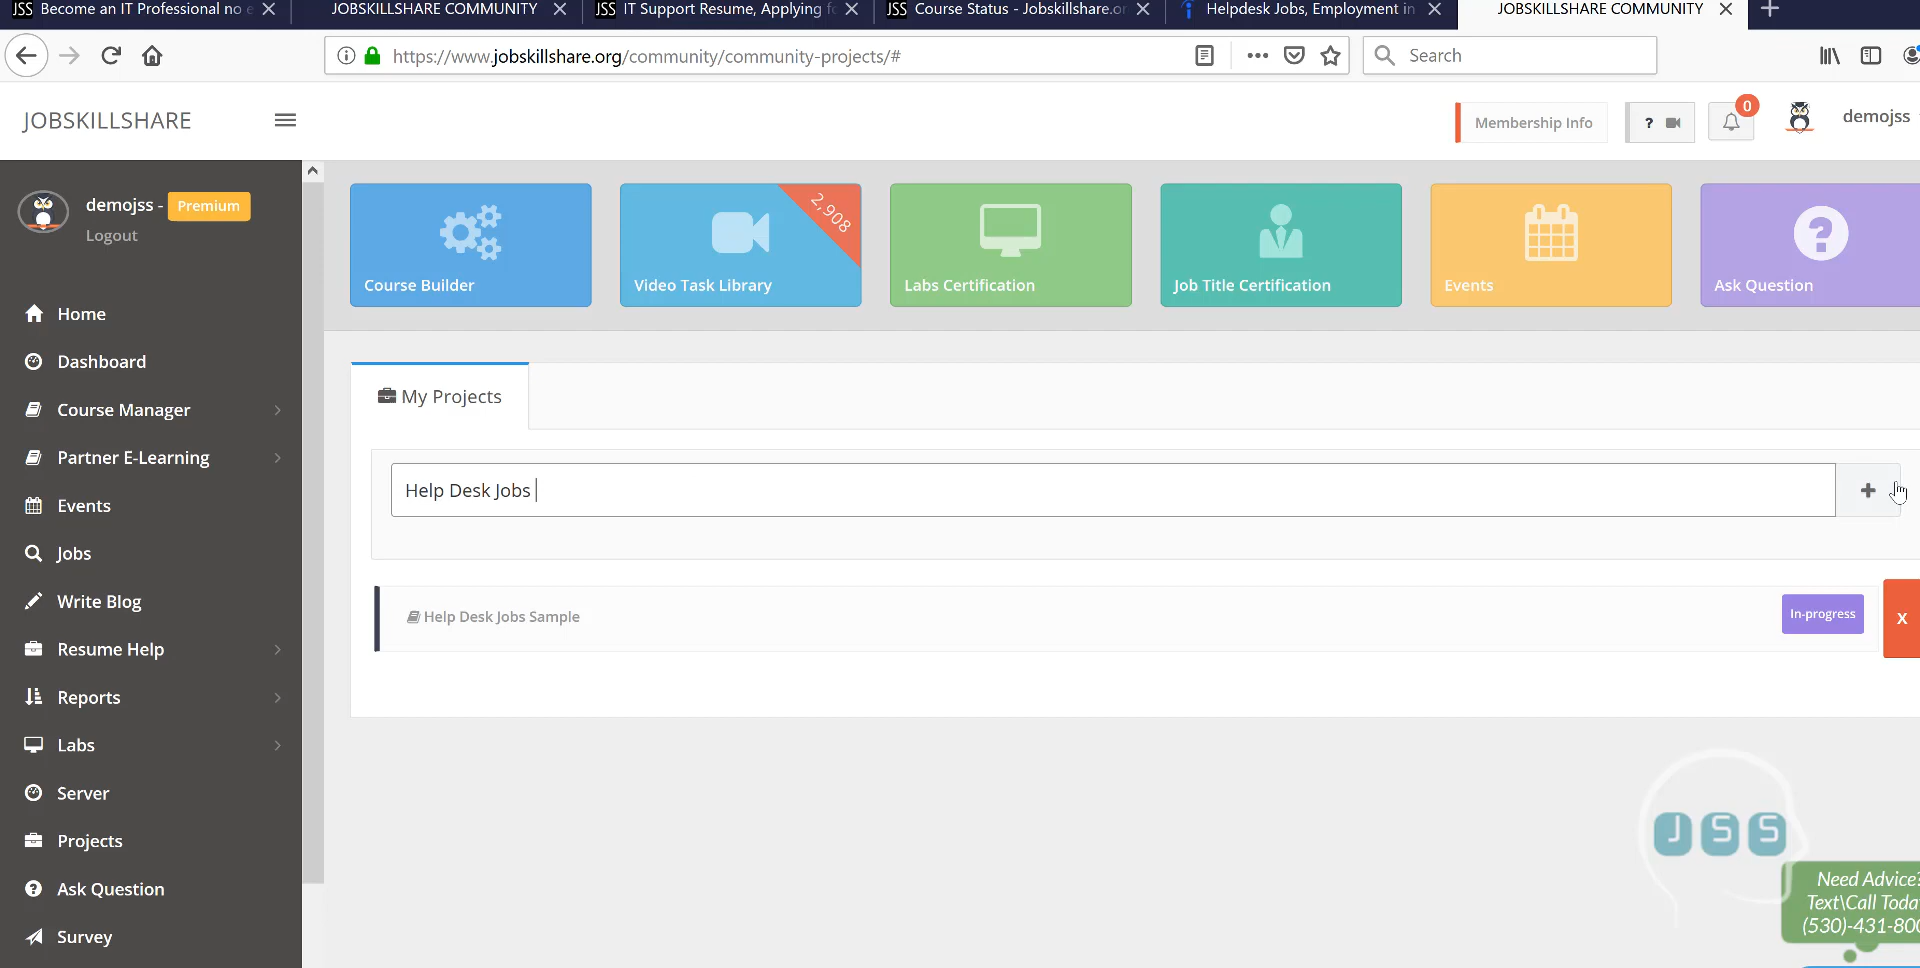 JSS Become an IT Professional no e
JOBSKILLSHARE COMMUNITY
JSS IT Support Resume, Applying fo
JSS Course Status - Jobskillshare.or
Helpdesk Jobs, Employment in
JOBSKILLSHARE COMMUNITY
https://www.jobskillshare.org/community/community-projects/#
Search
JOBSKILLSHARE
Membership Info
?
0
demojss
demojss - Premium
Logout
Home
Dashboard
Course Manager
Partner E-Learning
Events
Jobs
Write Blog
Resume Help
Reports
Labs
Server
Projects
Ask Question
Survey
Course Builder
2,908
Video Task Library
Labs Certification
Job Title Certification
Events
?
Ask Question
My Projects
Help Desk Jobs
+
Help Desk Jobs Sample
In-progress
X
JSS
Need Advice?
Text\Call Toda
(530)-431-800